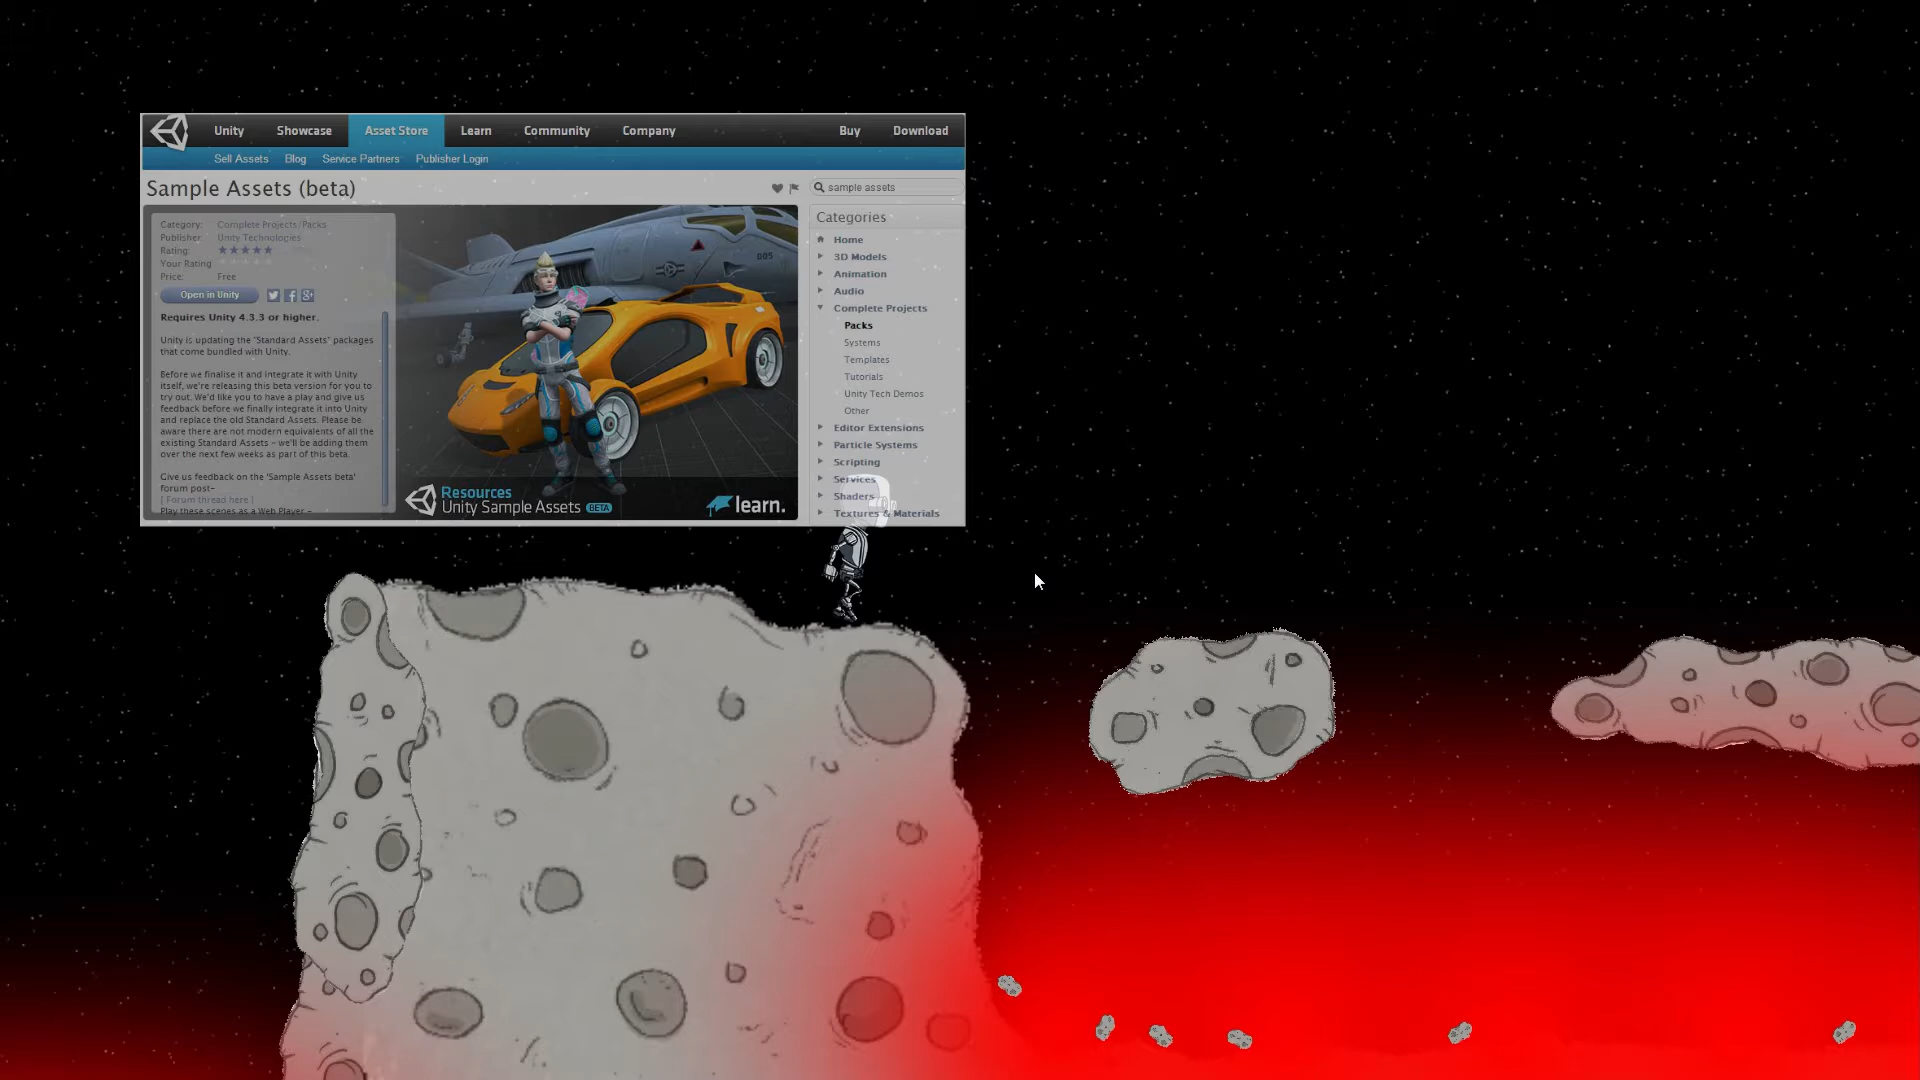 Unity Showcase Asset Store Learn Community Company Buy Download
Sell Assets Blog Service Partners Publisher Login
Sample Assets (beta)
sample assets
Category: Complete Projects/Packs
Publisher: Unity Technologies
Rating:
Your Rating
Price: Free
Open in Unity
Requires Unity 4.3.3 or higher.
Unity is updating the "Standard Assets" packages
that come bundled with Unity.
Before we finalise it and integrate it with Unity
itself, we're releasing this beta version for you to
try out. We'd like you to have a play and give us
feedback before we finally integrate it into Unity
and replace the old Standard Assets. Please be
aware there are not modern equivalents of all the
existing Standard Assets - we'll be adding them
over the next few weeks as part of this beta.
Give us feedback on the 'Sample Assets beta'
forum post-
[ Forum thread here ]
Play these scenes as a Web Player -
005
Resources
Unity Sample Assets BETA
learn.
Categories
Home
3D Models
Animation
Audio
Complete Projects
Packs
Systems
Templates
Tutorials
Unity Tech Demos
Other
Editor Extensions
Particle Systems
Scripting
Services
Shaders
Textures & Materials